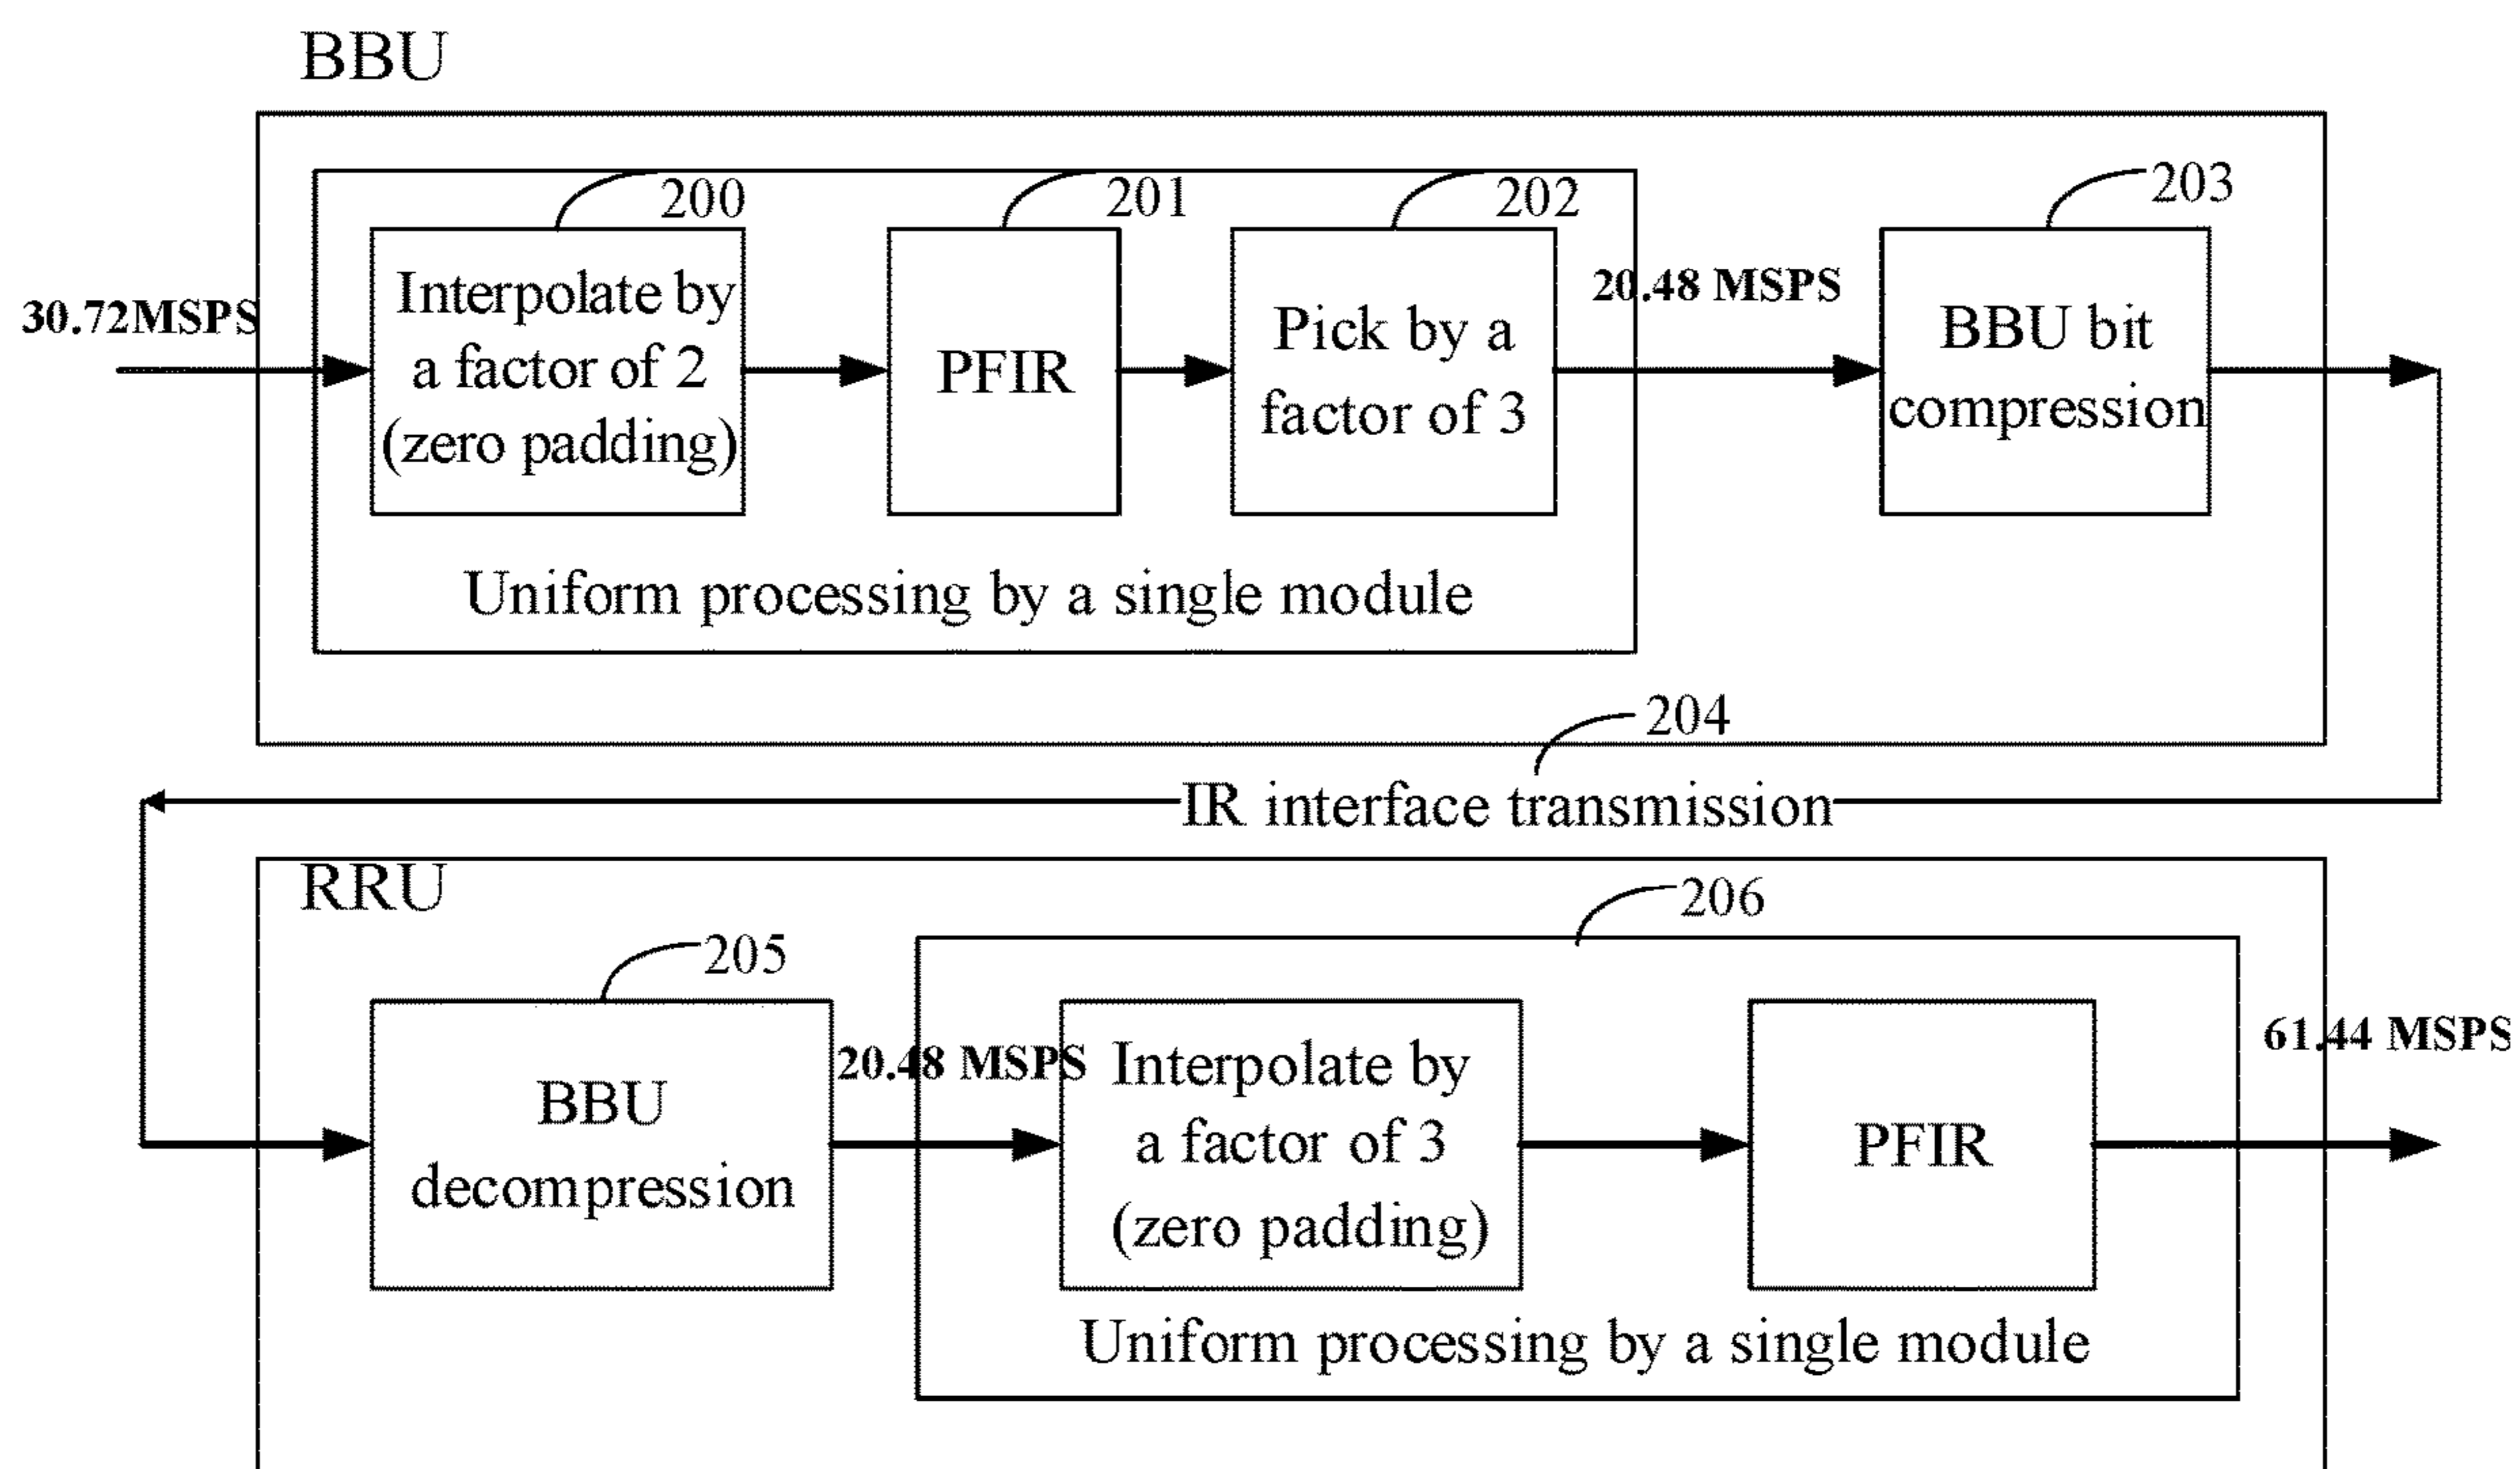 BBU
200
201
202
203
30.72MSPS
Interpolate by
a factor of 2
(zero padding)
PFIR
Pick by a
factor of 3
20.48 MSPS
BBU bit
compression
Uniform processing by a single module
204
IR interface transmission
RRU
205
206
BBU
decompression
20.48 MSPS
Interpolate by
a factor of 3
(zero padding)
PFIR
61.44 MSPS
Uniform processing by a single module